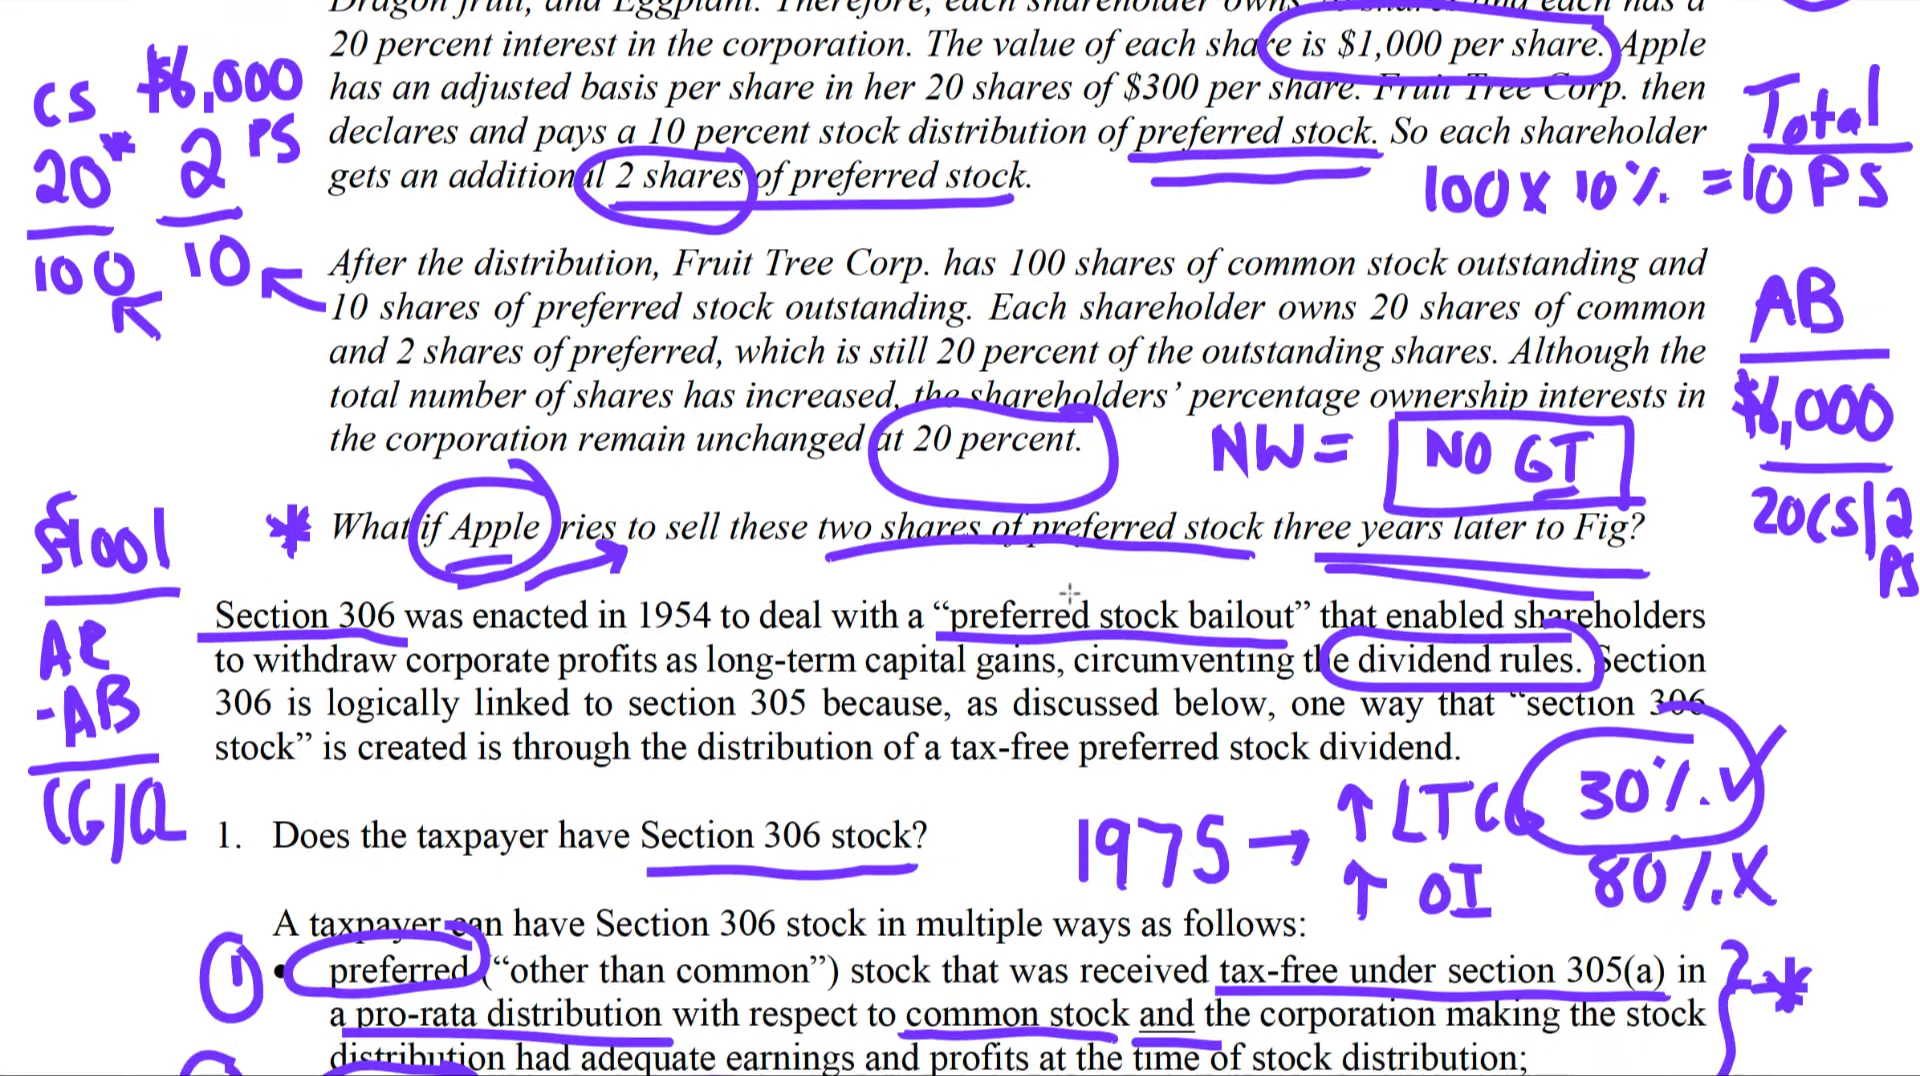 Dragon fruit, and Eggplant. Therefore, each shareholder owns shares and each has a
20 percent interest in the corporation. The value of each share is $1,000 per share. Apple
has an adjusted basis per share in her 20 shares of $300 per share. Fruit Tree Corp. then
declares and pays a 10 percent stock distribution of preferred stock. So each shareholder
gets an additional 2 shares of preferred stock.
CS $6,000
20* 2 PS
100 10
Total
100 X 10% = 10 PS
After the distribution, Fruit Tree Corp. has 100 shares of common stock outstanding and
10 shares of preferred stock outstanding. Each shareholder owns 20 shares of common
and 2 shares of preferred, which is still 20 percent of the outstanding shares. Although the
total number of shares has increased, the shareholders' percentage ownership interests in
the corporation remain unchanged at 20 percent.
NW = NO GT
AB
$6,000
20CS|2
PS
* What if Apple tries to sell these two shares of preferred stock three years later to Fig?
§1001
AR
-AB
CG/CL
Section 306 was enacted in 1954 to deal with a “preferred stock bailout” that enabled shareholders
to withdraw corporate profits as long-term capital gains, circumventing the dividend rules. Section
306 is logically linked to section 305 because, as discussed below, one way that “section 306
stock” is created is through the distribution of a tax-free preferred stock dividend.
1. Does the taxpayer have Section 306 stock?
1975 → ↑ LTCG 30% ✓
↑ OI 80% X
A taxpayer can have Section 306 stock in multiple ways as follows:
1 • preferred (“other than common”) stock that was received tax-free under section 305(a) in
a pro-rata distribution with respect to common stock and the corporation making the stock
distribution had adequate earnings and profits at the time of stock distribution;
*